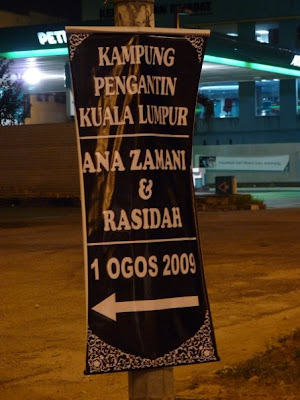 KAMPUNG
PENGANTIN
KUALA LUMPUR
ANA ZAMANI
&
RASIDAH
1 OGOS 2009